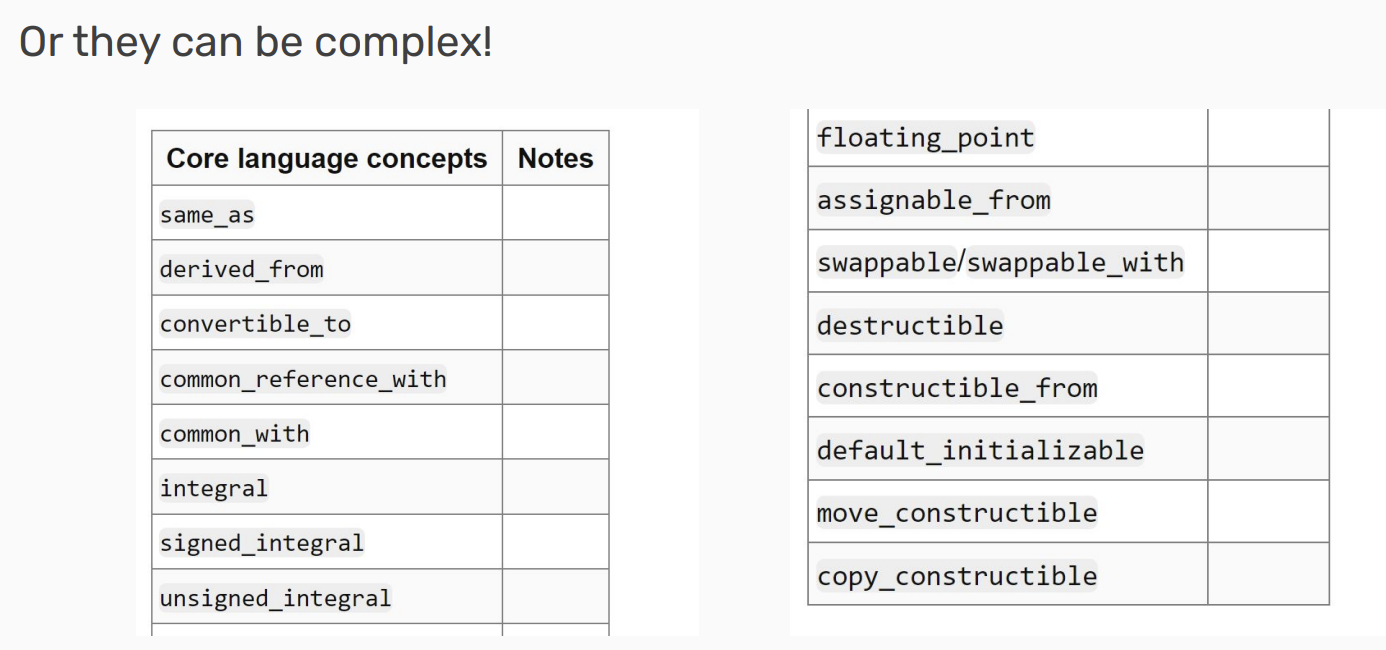 Or they can be complex!
Core language concepts Notes
same_as
derived_from
convertible_to
common_reference_with
common_with
integral
signed_integral
unsigned_integral
floating_point
assignable_from
swappable/swappable_with
destructible
constructible_from
default_initializable
move_constructible
copy_constructible